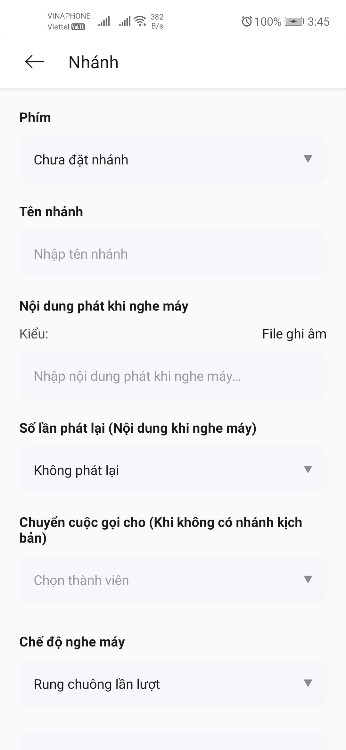 VINAPHONE
Viettel VoLTE
382
B/s
100%
3:45
Nhánh
Phím
Chưa đặt nhánh
Tên nhánh
Nhập tên nhánh
Nội dung phát khi nghe máy
Kiểu: File ghi âm
Nhập nội dung phát khi nghe máy...
Số lần phát lại (Nội dung khi nghe máy)
Không phát lại
Chuyển cuộc gọi cho (Khi không có nhánh kịch
bản)
Chọn thành viên
Chế độ nghe máy
Rung chuông lần lượt